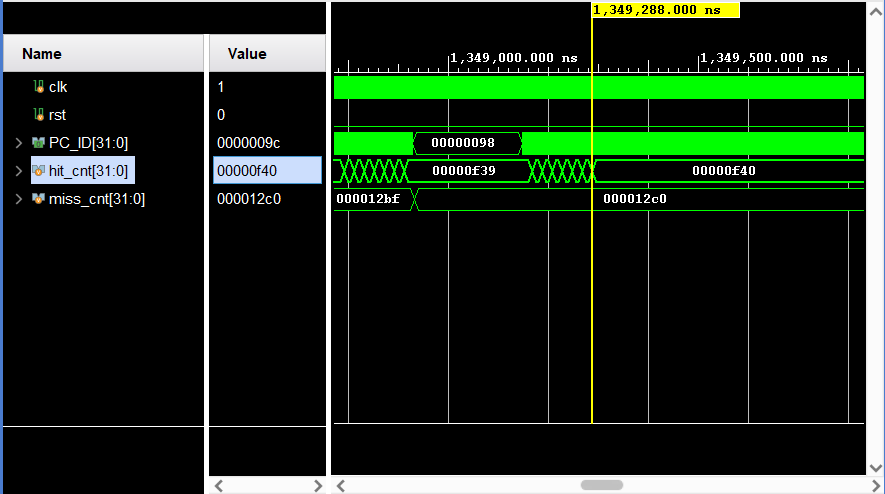 1,349,288.000 ns
Name
Value
1,349,000.000 ns
1,349,500.000 ns
clk
1
rst
0
PC_ID[31:0]
0000009c
00000098
hit_cnt[31:0]
00000f40
00000f39
00000f40
miss_cnt[31:0]
000012c0
000012bf
000012c0